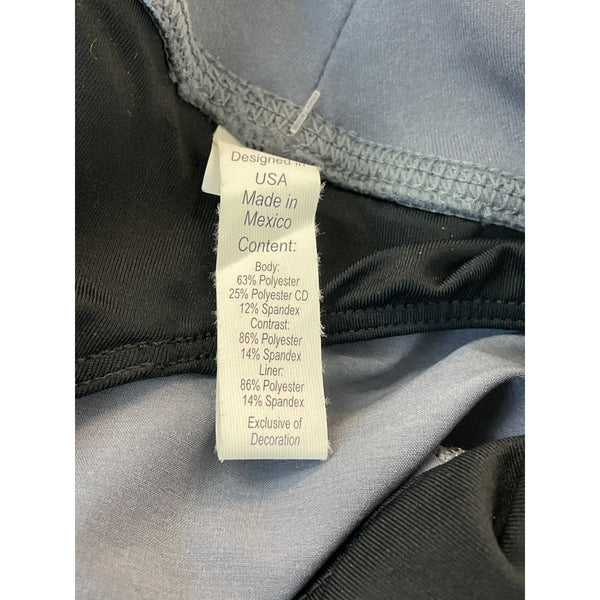 Designed in
USA
Made in
Mexico
Content:
Body:
63% Polyester
25% Polyester CD
12% Spandex
Contrast:
86% Polyester
14% Spandex
Liner:
86% Polyester
14% Spandex
Exclusive of
Decoration